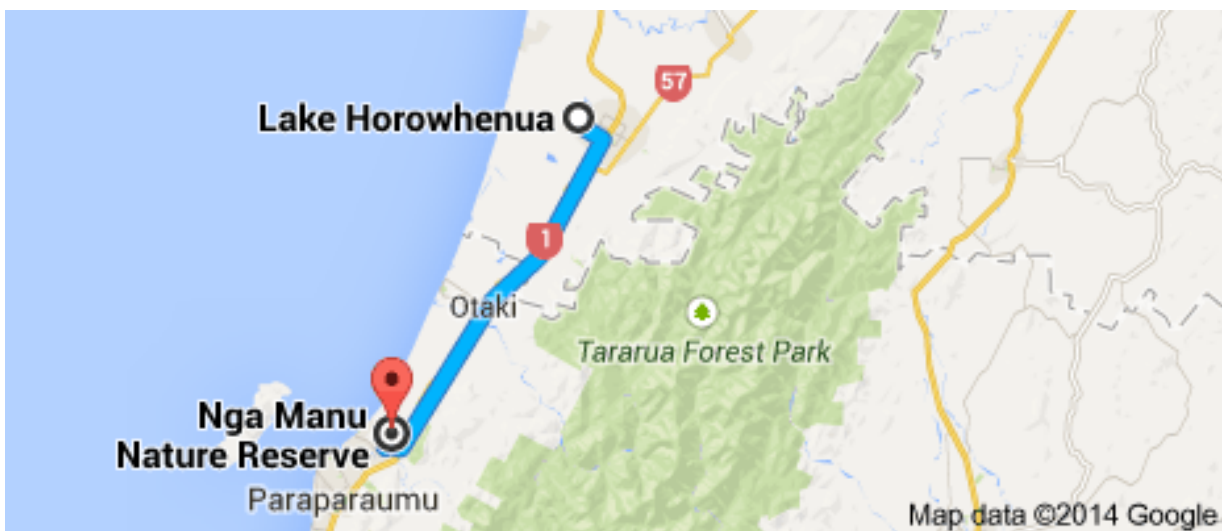 57
Lake Horowhenua
1
Otaki
Tararua Forest Park
Nga Manu
Nature Reserve
Paraparaumu
Map data ©2014 Google